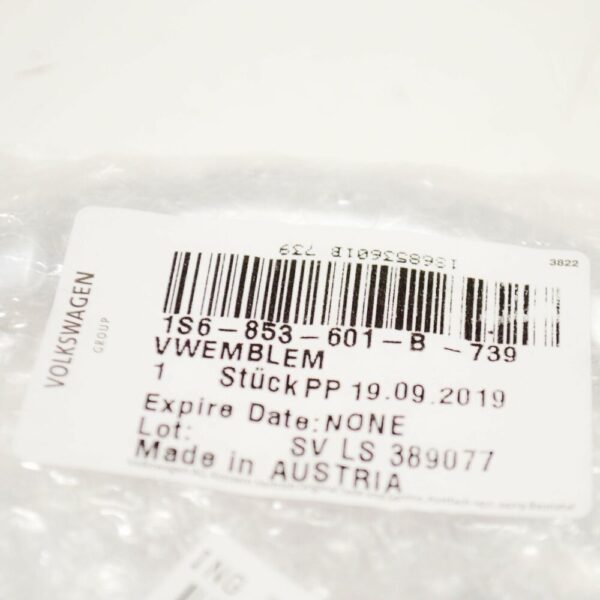 3822
1S6853601B 739
VOLKSWAGEN
GROUP
1S6-853-601-B -739
VWEMBLEM
1 Stück PP 19.09.2019
Expire Date:NONE
Lot: SV LS 389077
Made in AUSTRIA
ING